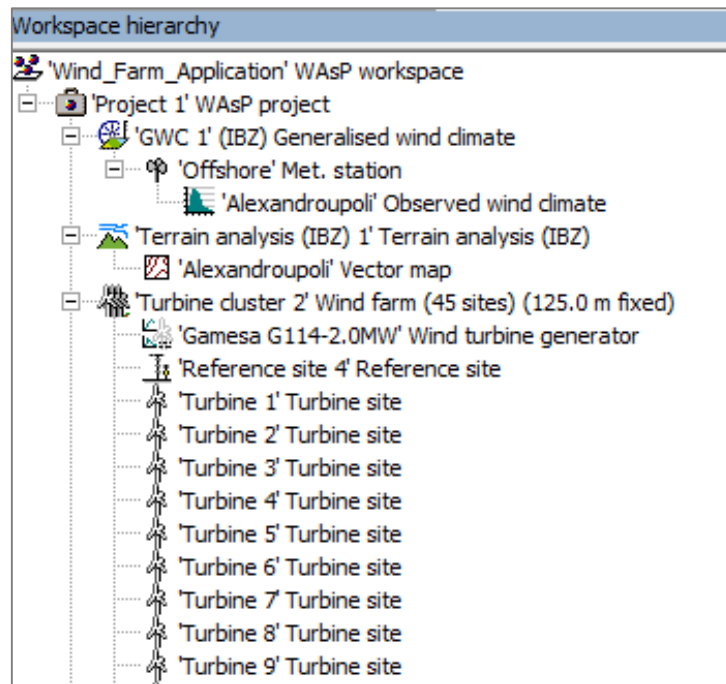 Workspace hierarchy
'Wind_Farm_Application' WAsP workspace
'Project 1' WAsP project
'GWC 1' (IBZ) Generalised wind climate
'Offshore' Met. station
'Alexandroupoli' Observed wind climate
'Terrain analysis (IBZ) 1' Terrain analysis (IBZ)
'Alexandroupoli' Vector map
'Turbine cluster 2' Wind farm (45 sites) (125.0 m fixed)
'Gamesa G114-2.0MW' Wind turbine generator
'Reference site 4' Reference site
'Turbine 1' Turbine site
'Turbine 2' Turbine site
'Turbine 3' Turbine site
'Turbine 4' Turbine site
'Turbine 5' Turbine site
'Turbine 6' Turbine site
'Turbine 7' Turbine site
'Turbine 8' Turbine site
'Turbine 9' Turbine site